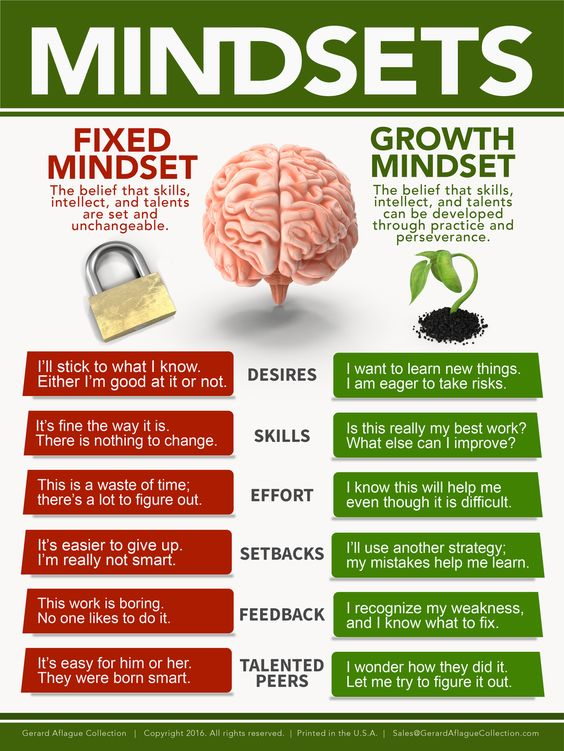 MINDSETS
FIXED
MINDSET
The belief that skills,
intellect, and talents
are set and
unchangeable.
GROWTH
MINDSET
The belief that skills,
intellect, and talents
can be developed
through practice and
perseverance.
I'll stick to what I know.
Either I'm good at it or not.
DESIRES
I want to learn new things.
I am eager to take risks.
It's fine the way it is.
There is nothing to change.
SKILLS
Is this really my best work?
What else can I improve?
This is a waste of time;
there's a lot to figure out.
EFFORT
I know this will help me
even though it is difficult.
It's easier to give up.
I'm really not smart.
SETBACKS
I'll use another strategy;
my mistakes help me learn.
This work is boring.
No one likes to do it.
FEEDBACK
I recognize my weakness,
and I know what to fix.
It's easy for him or her.
They were born smart.
TALENTED
PEERS
I wonder how they did it.
Let me try to figure it out.
Gerard Aflague Collection | Copyright 2016. All rights reserved. | Printed in the U.S.A. | Sales@GerardAflagueCollection.com